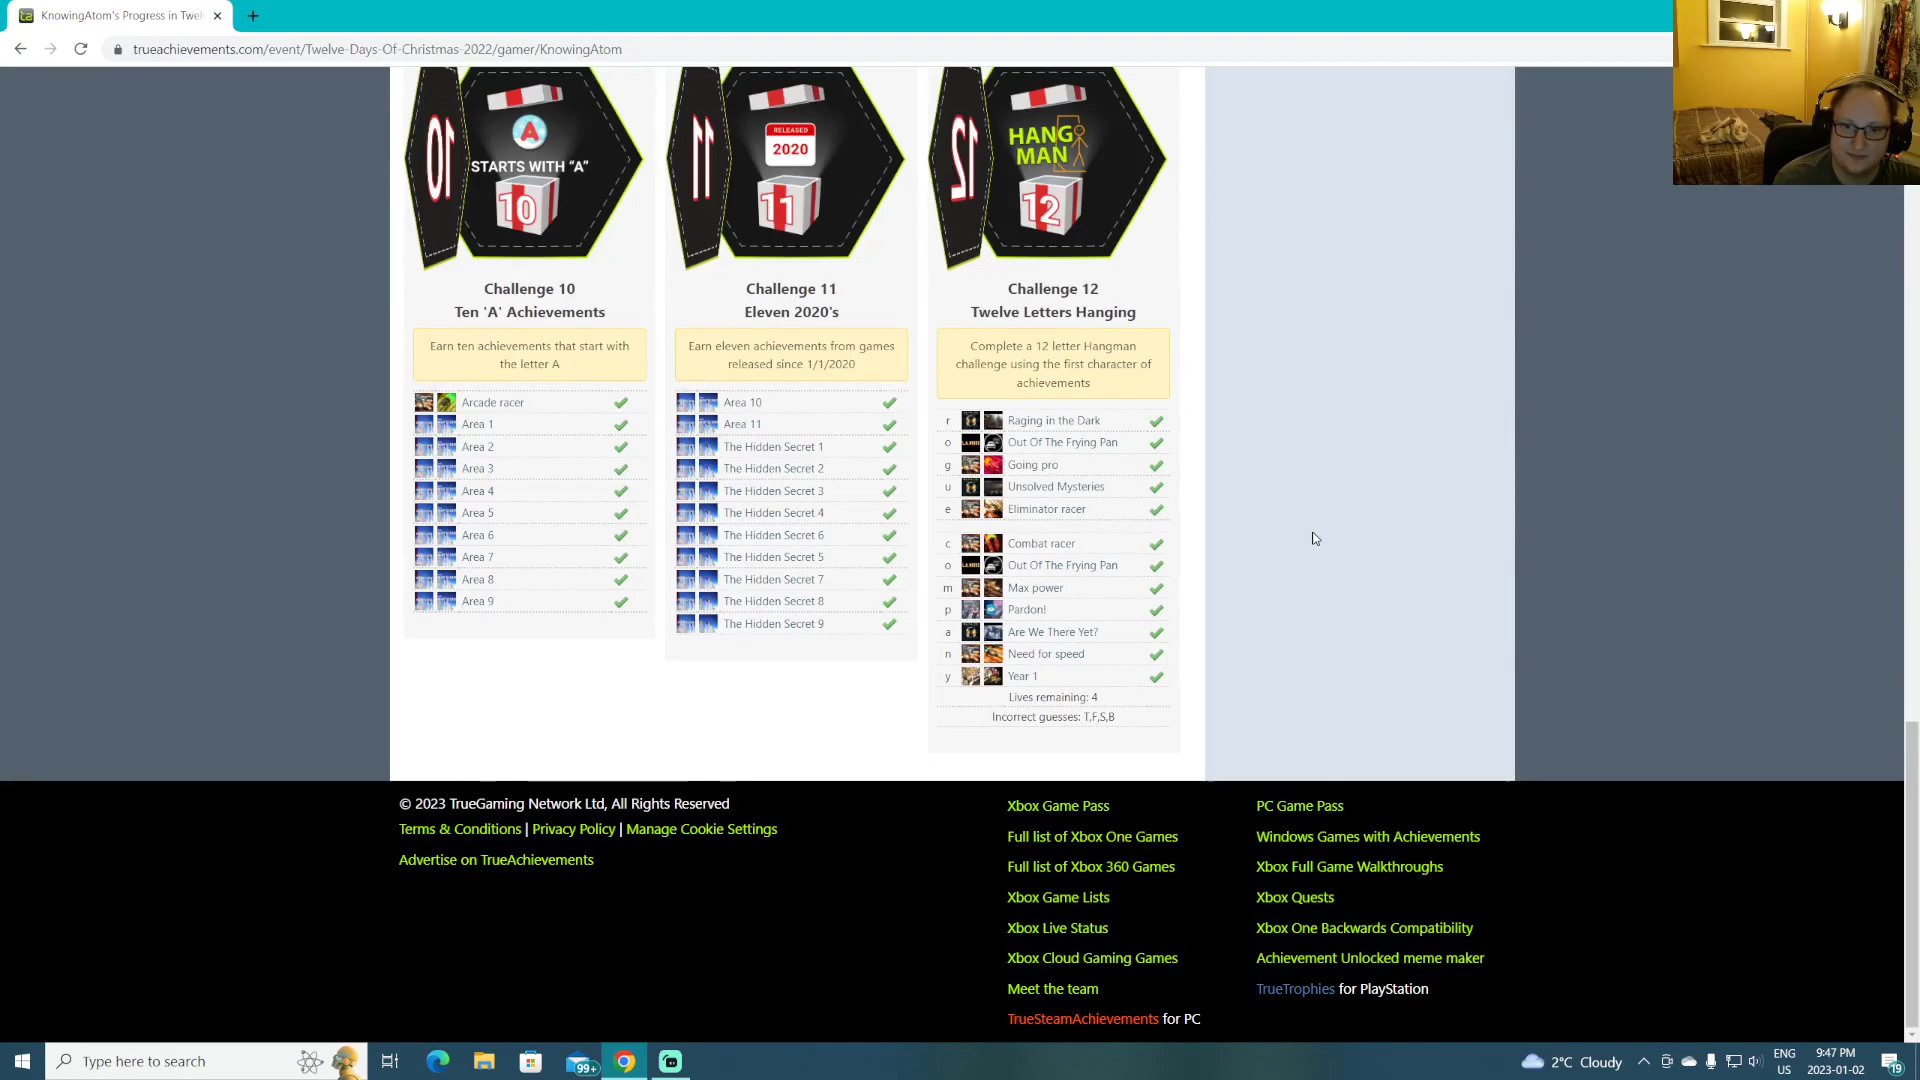 KnowingAtom's Progress in Twel
trueachievements.com/event/Twelve-Days-Of-Christmas-2022/gamer/KnowingAtom
10
STARTS WITH "A"
A
10
11
RELEASED
2020
11
12
HANG
MAN
12
Challenge 10
Ten 'A' Achievements
Earn ten achievements that start with
the letter A
Arcade racer
Area 1
Area 2
Area 3
Area 4
Area 5
Area 6
Area 7
Area 8
Area 9
Challenge 11
Eleven 2020's
Earn eleven achievements from games
released since 1/1/2020
Area 10
Area 11
The Hidden Secret 1
The Hidden Secret 2
The Hidden Secret 3
The Hidden Secret 4
The Hidden Secret 6
The Hidden Secret 5
The Hidden Secret 7
The Hidden Secret 8
The Hidden Secret 9
Challenge 12
Twelve Letters Hanging
Complete a 12 letter Hangman
challenge using the first character of
achievements
r Raging in the Dark
o Out Of The Frying Pan
g Going pro
u Unsolved Mysteries
e Eliminator racer
c Combat racer
o Out Of The Frying Pan
m Max power
p Pardon!
a Are We There Yet?
n Need for speed
y Year 1
Lives remaining: 4
Incorrect guesses: T,F,S,B
© 2023 TrueGaming Network Ltd, All Rights Reserved
Terms & Conditions | Privacy Policy | Manage Cookie Settings
Advertise on TrueAchievements
Xbox Game Pass
Full list of Xbox One Games
Full list of Xbox 360 Games
Xbox Game Lists
Xbox Live Status
Xbox Cloud Gaming Games
Meet the team
TrueSteamAchievements for PC
PC Game Pass
Windows Games with Achievements
Xbox Full Game Walkthroughs
Xbox Quests
Xbox One Backwards Compatibility
Achievement Unlocked meme maker
TrueTrophies for PlayStation
Type here to search
99+
2°C Cloudy
ENG
US
9:47 PM
2023-01-02
19